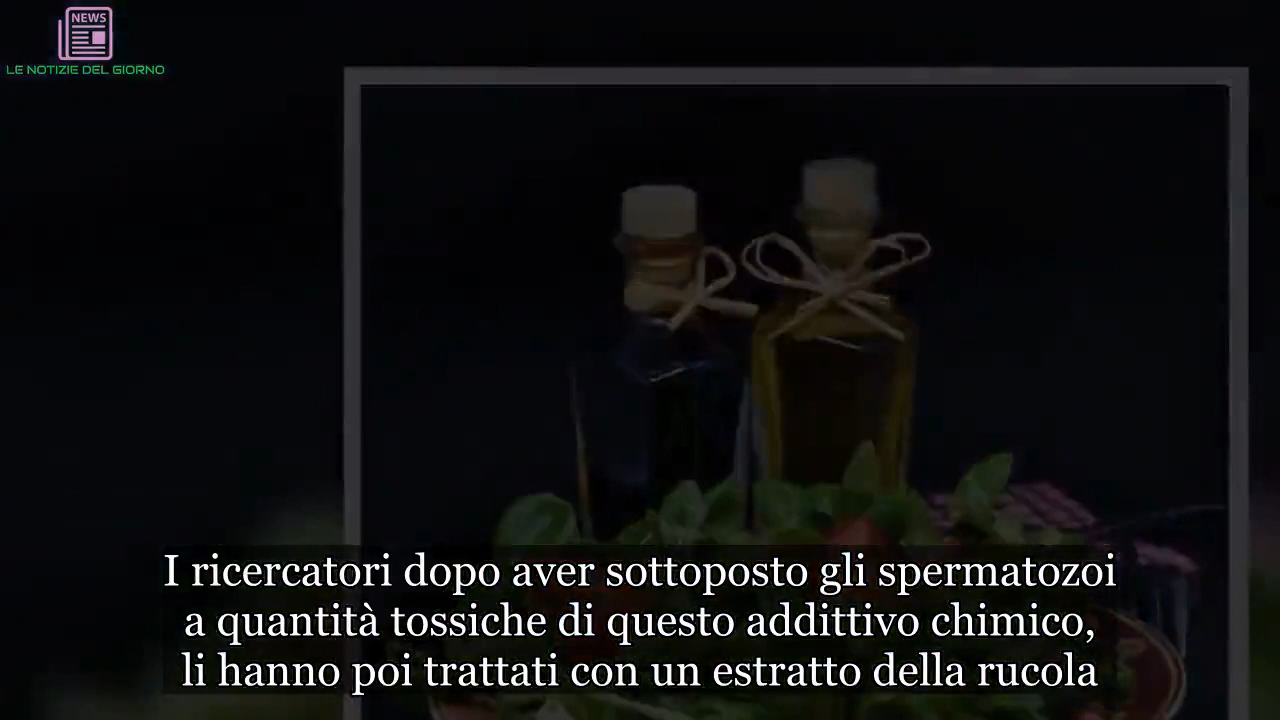 NEWS
LE NOTIZIE DEL GIORNO
I ricercatori dopo aver sottoposto gli spermatozoi
a quantità tossiche di questo addittivo chimico,
li hanno poi trattati con un estratto della rucola